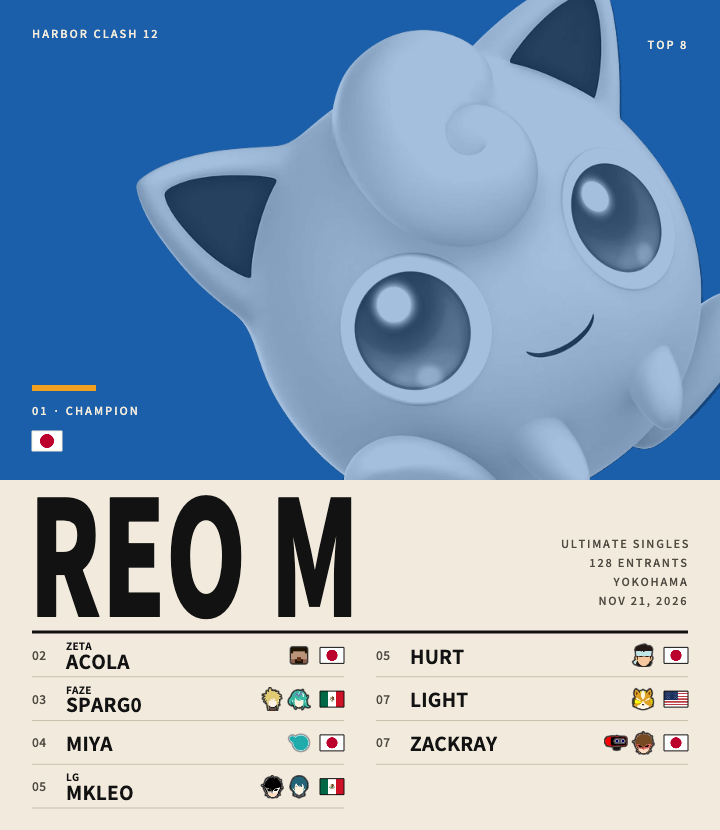 HARBOR CLASH 12
TOP 8
01 · CHAMPION
REO M
ULTIMATE SINGLES
128 ENTRANTS
YOKOHAMA
NOV 21, 2026
02 ZETA ACOLA
03 FAZE SPARG0
04 MIYA
05 LG MKLEO
05 HURT
07 LIGHT
07 ZACKRAY